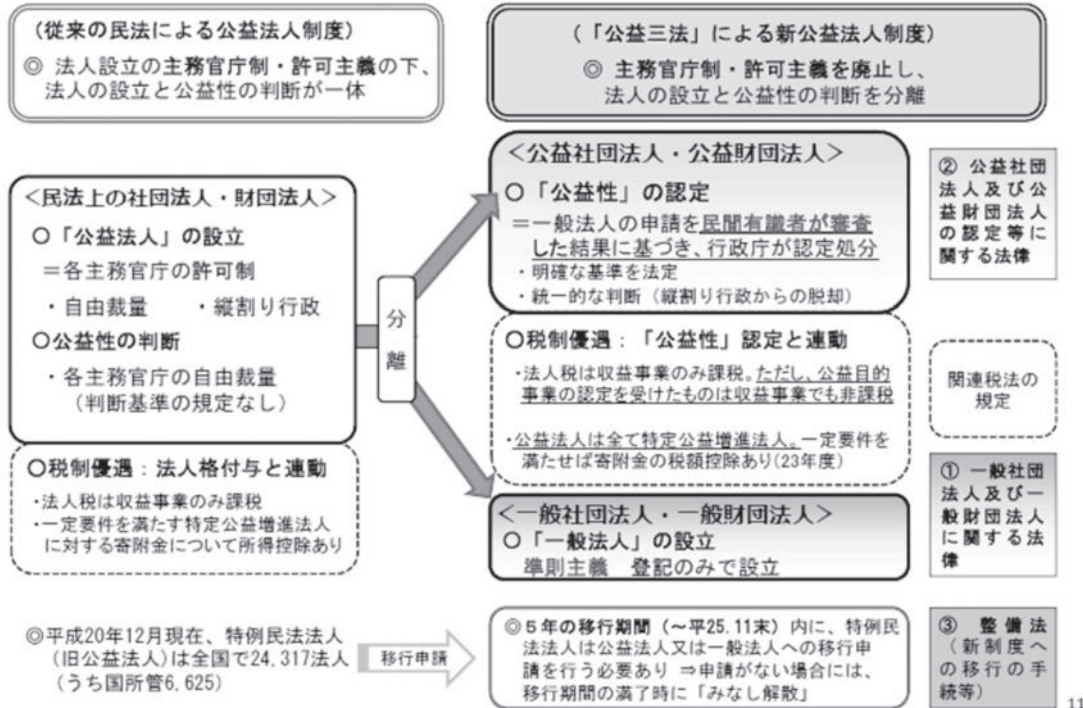 (従来の民法による公益法人制度)
◎ 法人設立の主務官庁制・許可主義の下、
法人の設立と公益性の判断が一体
(「公益三法」による新公益法人制度)
◎ 主務官庁制・許可主義を廃止し、
法人の設立と公益性の判断を分離
<民法上の社団法人・財団法人>
○「公益法人」の設立
=各主務官庁の許可制
・自由裁量 ・縦割り行政
○公益性の判断
・各主務官庁の自由裁量
(判断基準の規定なし)
○税制優遇:法人格付与と連動
・法人税は収益事業のみ課税
・一定要件を満たす特定公益増進法人
に対する寄附金について所得控除あり
分
離
<公益社団法人・公益財団法人>
○「公益性」の認定
=一般法人の申請を民間有識者が審査
した結果に基づき、行政庁が認定処分
・明確な基準を法定
・統一的な判断(縦割り行政からの脱却)
○税制優遇:「公益性」認定と連動
・法人税は収益事業のみ課税。ただし、公益目的
事業の認定を受けたものは収益事業でも非課税
・公益法人は全て特定公益増進法人。一定要件を
満たせば寄附金の税額控除あり(23年度)
<一般社団法人・一般財団法人>
○「一般法人」の設立
準則主義 登記のみで設立
② 公益社団
法人及び公
益財団法人
の認定等に
関する法律
関連税法の
規定
① 一般社団
法人及び一
般財団法人
に関する法
律
◎平成20年12月現在、特例民法法人
(旧公益法人)は全国で24,317法人
(うち国所管6,625)
移行申請
◎5年の移行期間(~平25.11末)内に、特例民
法法人は公益法人又は一般法人への移行申
請を行う必要あり ⇒申請がない場合には、
移行期間の満了時に「みなし解散」
③ 整備法
(新制度へ
の移行の手
続等)
11